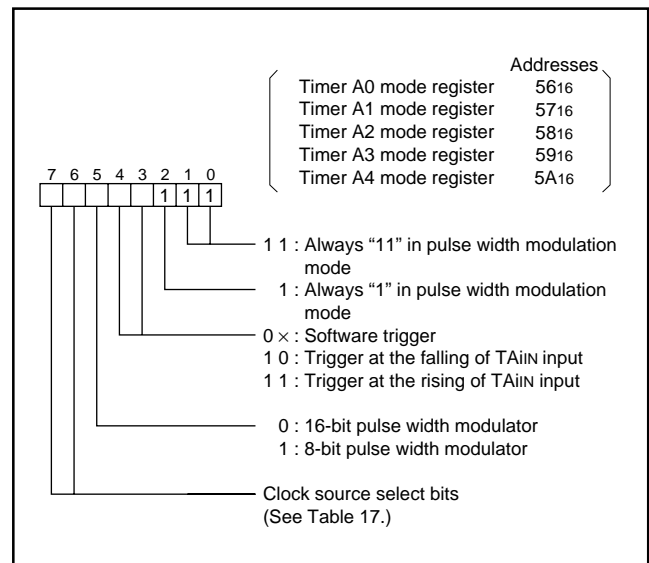 Addresses
Timer A0 mode register 5616
Timer A1 mode register 5716
Timer A2 mode register 5816
Timer A3 mode register 5916
Timer A4 mode register 5A16
7 6 5 4 3 2 1 0
1 1 1
1 1 : Always “11” in pulse width modulation
mode
1 : Always “1” in pulse width modulation
mode
0 × : Software trigger
1 0 : Trigger at the falling of TAiIN input
1 1 : Trigger at the rising of TAiIN input
0 : 16-bit pulse width modulator
1 : 8-bit pulse width modulator
Clock source select bits
(See Table 17.)